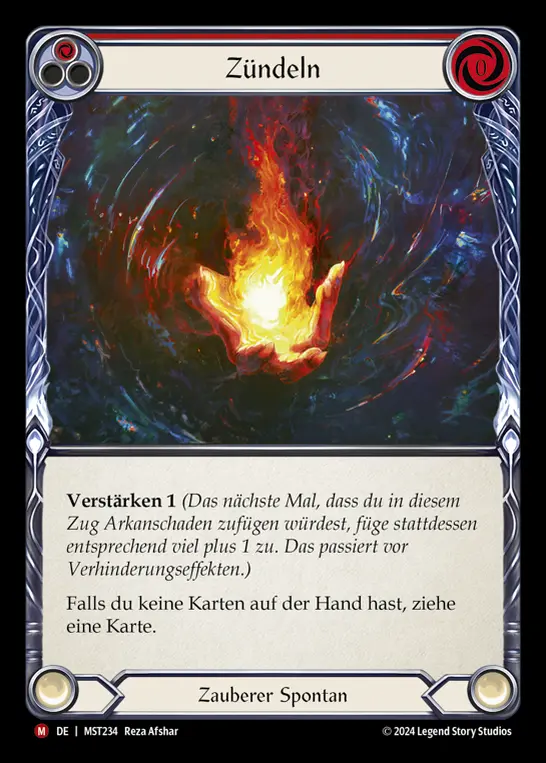 Zündeln
0
Verstärken 1 (Das nächste Mal, dass du in diesem
Zug Arkanschaden zufügen würdest, füge stattdessen
entsprechend viel plus 1 zu. Das passiert vor
Verhinderungseffekten.)
Falls du keine Karten auf der Hand hast, ziehe
eine Karte.
Zauberer Spontan
M DE | MST234 Reza Afshar
© 2024 Legend Story Studios